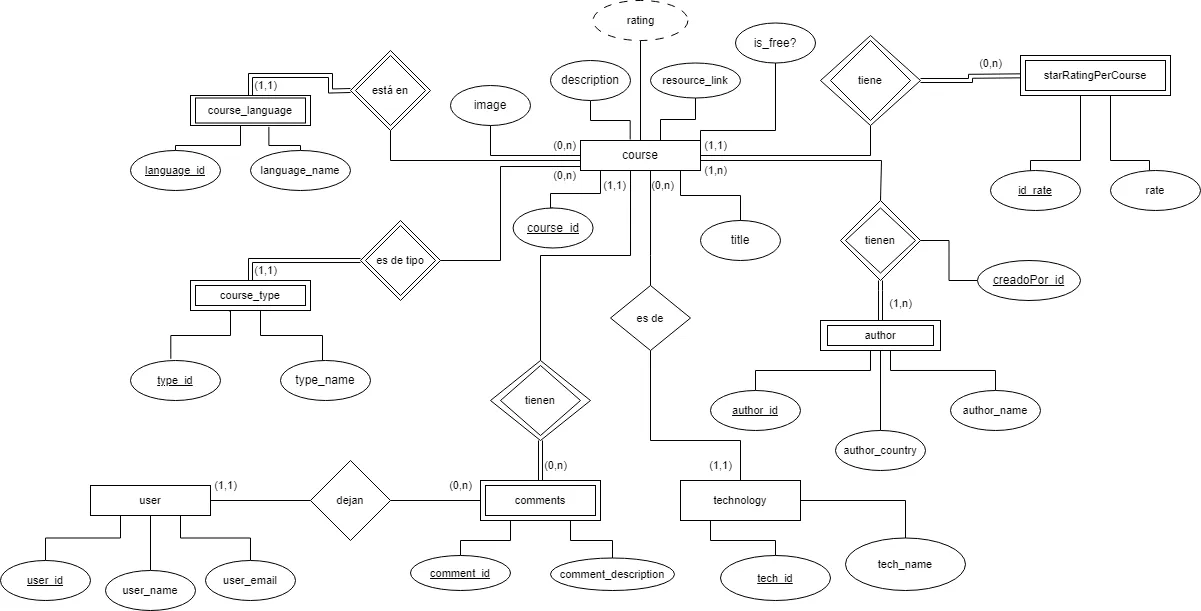 rating
is_free?
description
resource_link
image
(1,1)
está en
tiene
(0,n)
starRatingPerCourse
course_language
(0,n)
course
(1,1)
language_id
language_name
(0,n)
(1,1)
(0,n)
(1,n)
id_rate
rate
course_id
title
tienen
es de tipo
(1,1)
creadoPor_id
course_type
(1,n)
es de
author
type_id
type_name
tienen
author_id
author_name
author_country
(0,n)
(1,1)
(1,1)
(0,n)
user
dejan
comments
technology
user_id
user_name
user_email
comment_id
comment_description
tech_id
tech_name